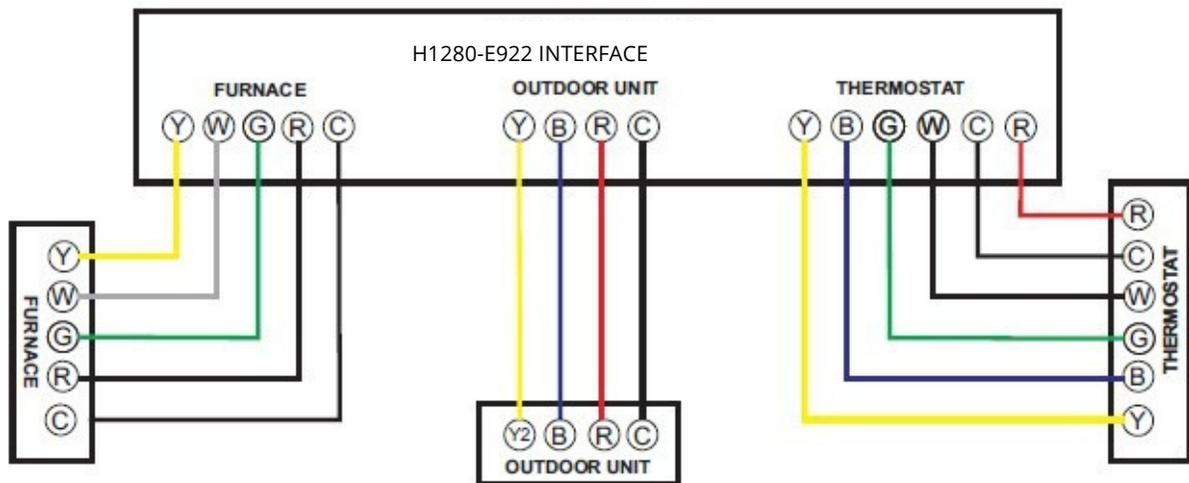 H1280-E922 INTERFACE
FURNACE
OUTDOOR UNIT
THERMOSTAT
Y W G R C
Y B R C
Y B G W C R
FURNACE
Y
W
G
R
C
Y2 B R C
OUTDOOR UNIT
R
C
W
G
B
Y
THERMOSTAT